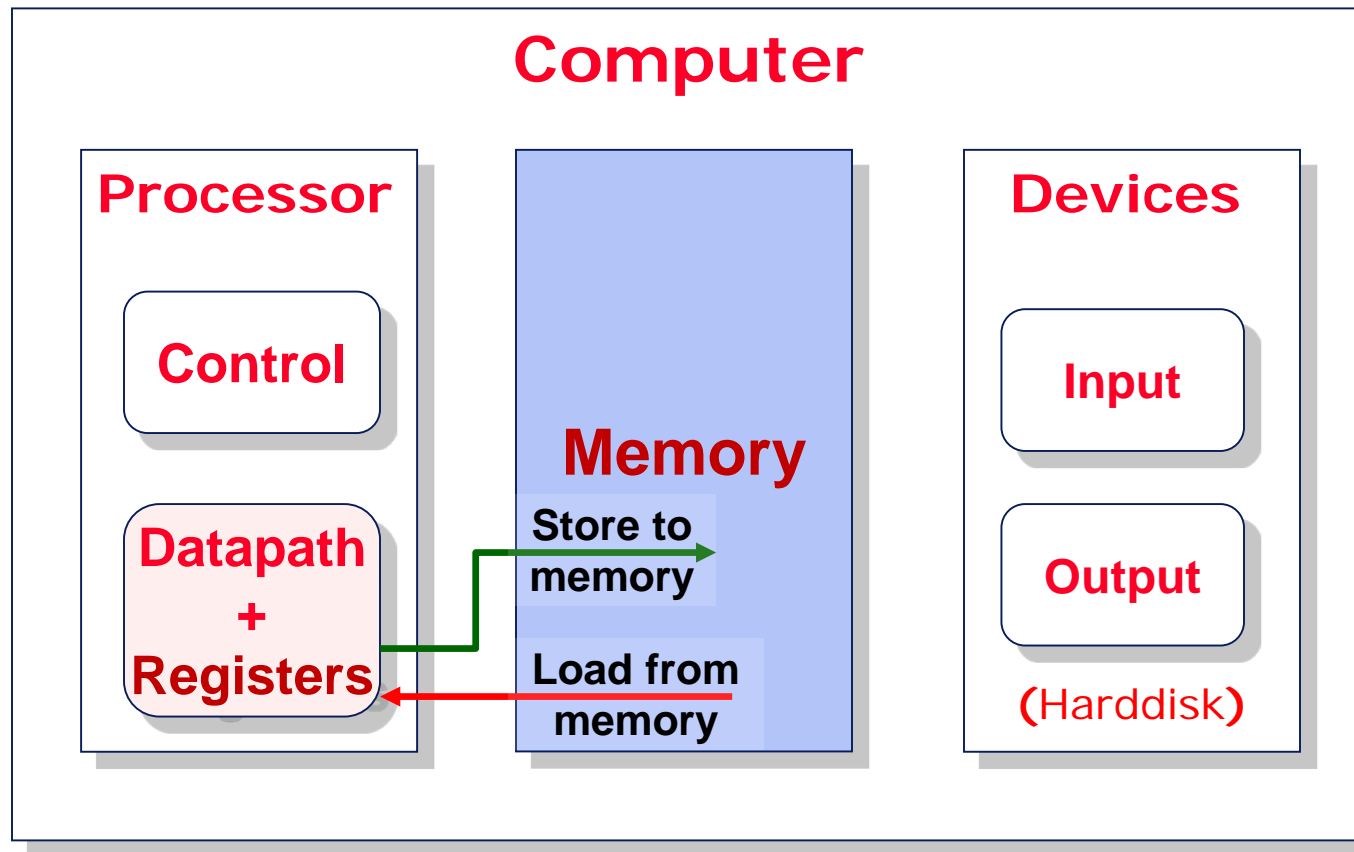 Computer
Processor
Control
Datapath
+
Registers
Memory
Store to
memory
Load from
memory
Devices
Input
Output
(Harddisk)